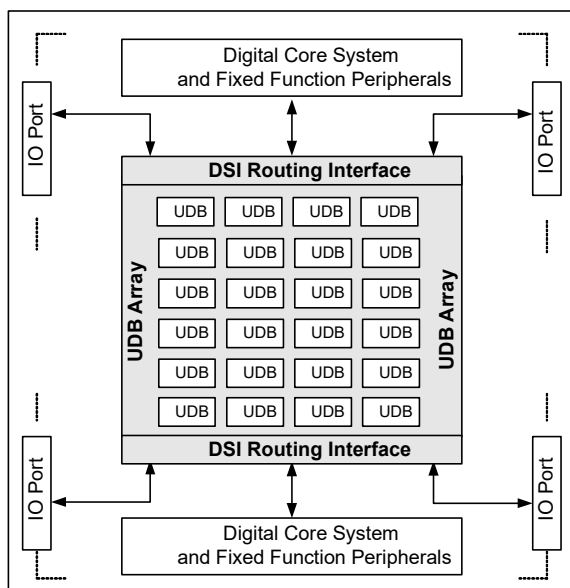 Digital Core System
and Fixed Function Peripherals
IO Port
IO Port
DSI Routing Interface
UDB UDB UDB UDB
UDB UDB UDB UDB
UDB Array
UDB Array
UDB UDB UDB UDB
UDB UDB UDB UDB
UDB UDB UDB UDB
UDB UDB UDB UDB
DSI Routing Interface
IO Port
IO Port
Digital Core System
and Fixed Function Peripherals